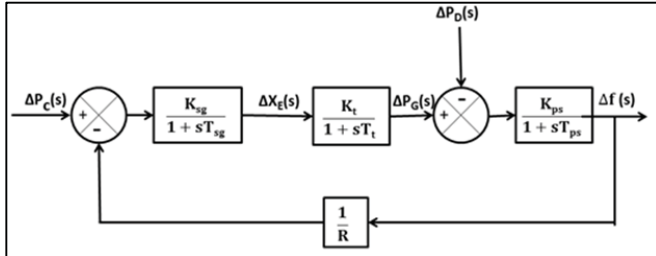 ΔP_D(s)
ΔP_C(s)
+
-
K_sg
1 + sT_sg
ΔX_E(s)
K_t
1 + sT_t
ΔP_G(s)
-
+
K_ps
1 + sT_ps
Δf (s)
1
R